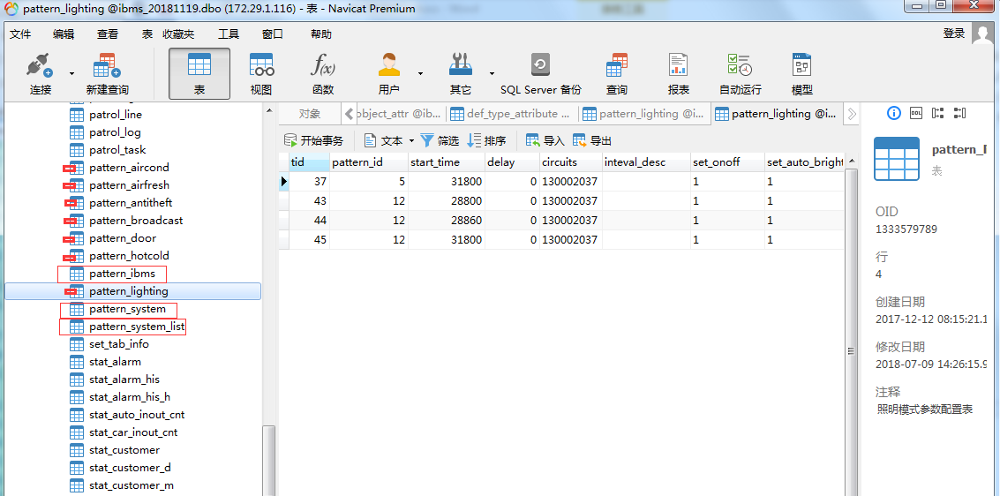 pattern_lighting @ibms_20181119.dbo (172.29.1.116) - 表 - Navicat Premium
文件 编辑 查看 表 收藏夹 工具 窗口 帮助 登录
连接 新建查询 表 视图 函数 用户 其它 SQL Server 备份 查询 报表 自动运行 模型
对象 object_attr @ib... def_type_attribute ... pattern_lighting @i... pattern_lighting @i...
开始事务 文本 筛选 排序 导入 导出
tid pattern_id start_time delay circuits inteval_desc set_onoff set_auto_bright
37 5 31800 0 130002037 1 1
43 12 28800 0 130002037 1 1
44 12 28860 0 130002037 1 1
45 12 31800 0 130002037 1 1
patrol_line
patrol_log
patrol_task
pattern_aircond
pattern_airfresh
pattern_antitheft
pattern_broadcast
pattern_door
pattern_hotcold
pattern_ibms
pattern_lighting
pattern_system
pattern_system_list
set_tab_info
stat_alarm
stat_alarm_his
stat_alarm_his_h
stat_auto_inout_cnt
stat_car_inout_cnt
stat_customer
stat_customer_d
stat_customer_m
DDL
pattern_l
表
OID
1333579789
行
4
创建日期
2017-12-12 08:15:21.1
修改日期
2018-07-09 14:26:15.9
注释
照明模式参数配置表